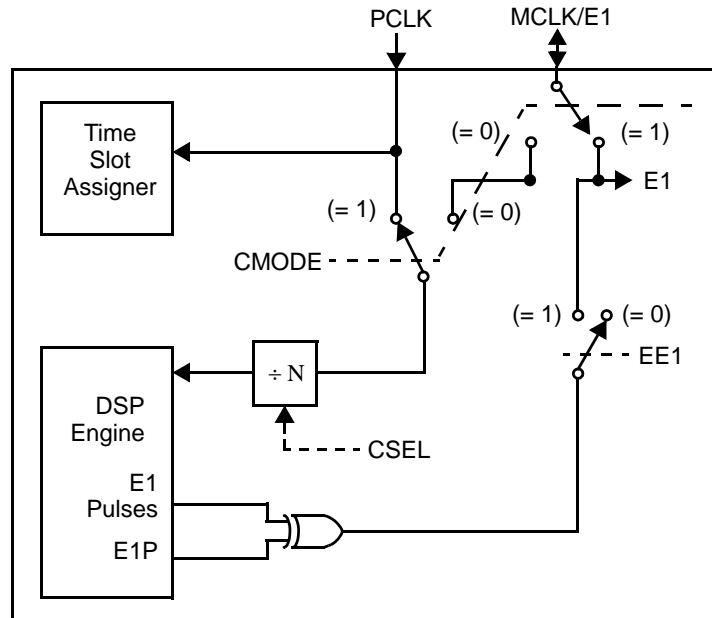 PCLK
MCLK/E1
Time
Slot
Assigner
(= 0)
(= 1)
E1
(= 1)
(= 0)
CMODE
(= 1)
(= 0)
EE1
÷ N
DSP
Engine
CSEL
E1
Pulses
E1P